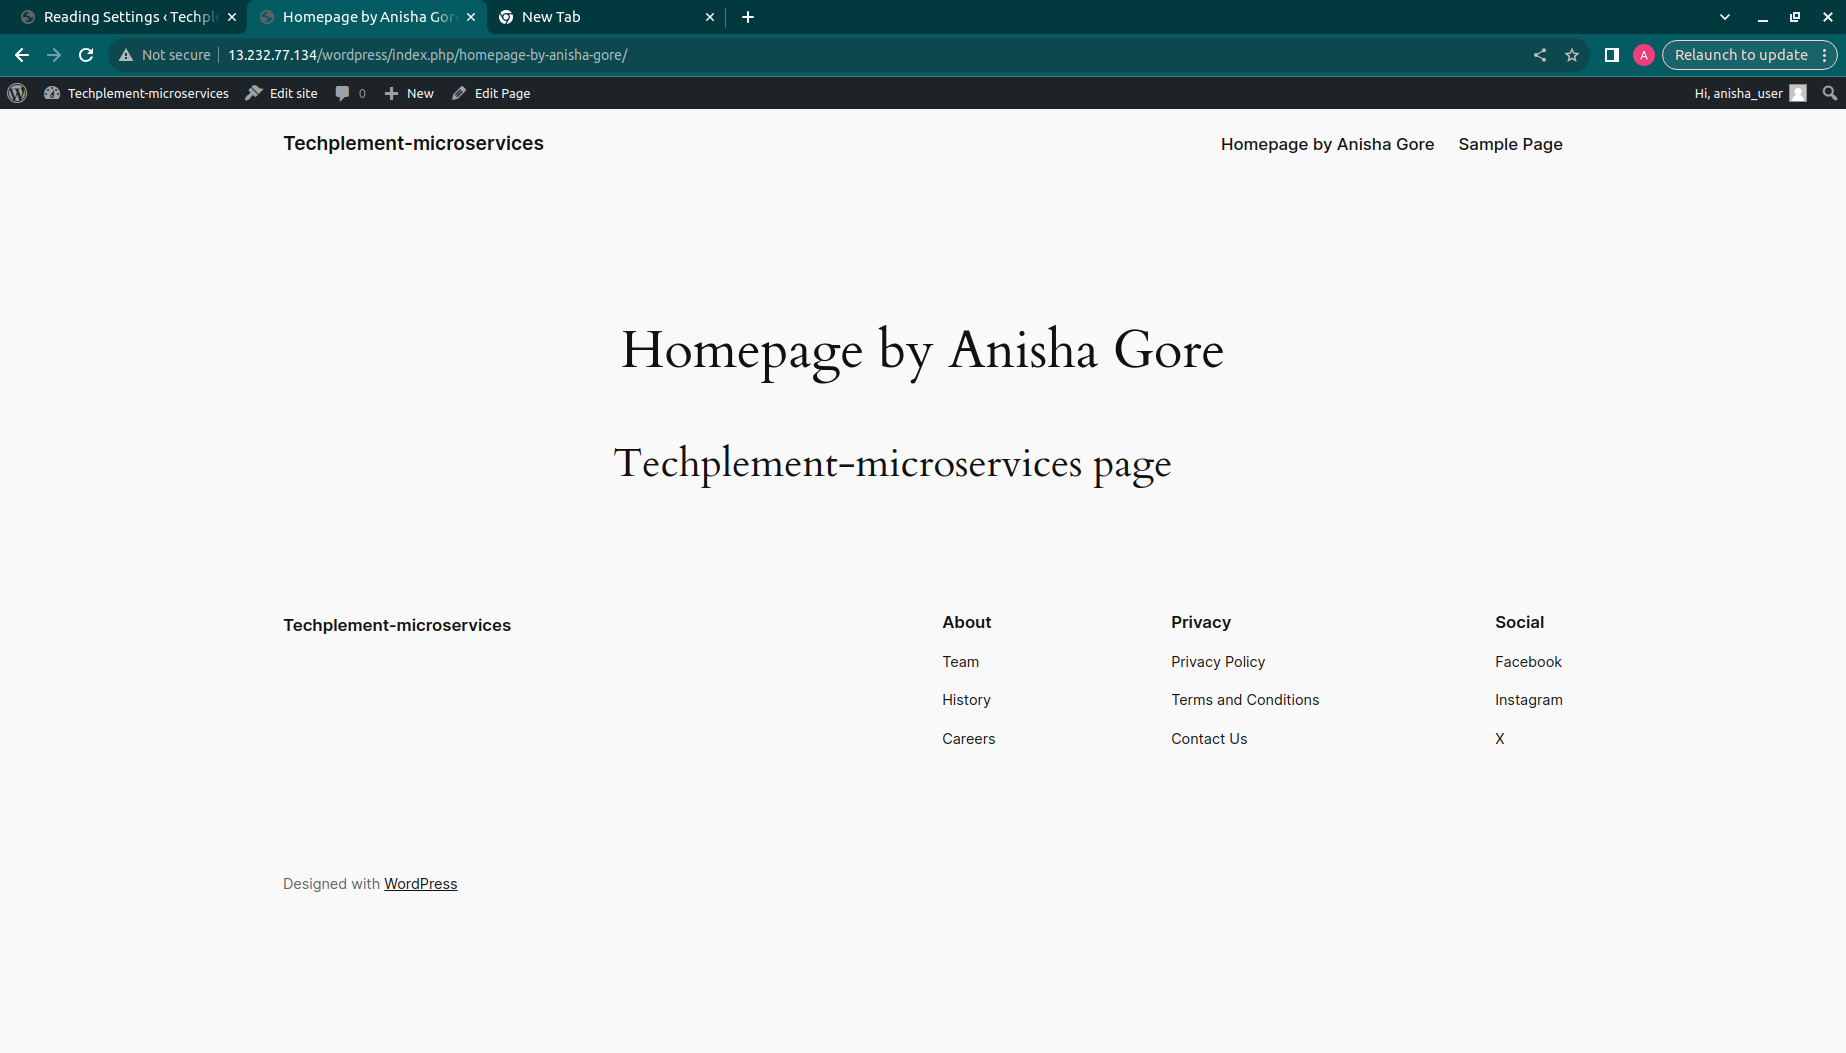 Reading Settings ‹ Techple
Homepage by Anisha Gor
New Tab
Not secure
13.232.77.134/wordpress/index.php/homepage-by-anisha-gore/
A
Relaunch to update
Techplement-microservices
Edit site
0
New
Edit Page
Hi, anisha_user
Techplement-microservices
Homepage by Anisha Gore
Sample Page
Homepage by Anisha Gore
Techplement-microservices page
Techplement-microservices
About
Team
History
Careers
Privacy
Privacy Policy
Terms and Conditions
Contact Us
Social
Facebook
Instagram
X
Designed with WordPress